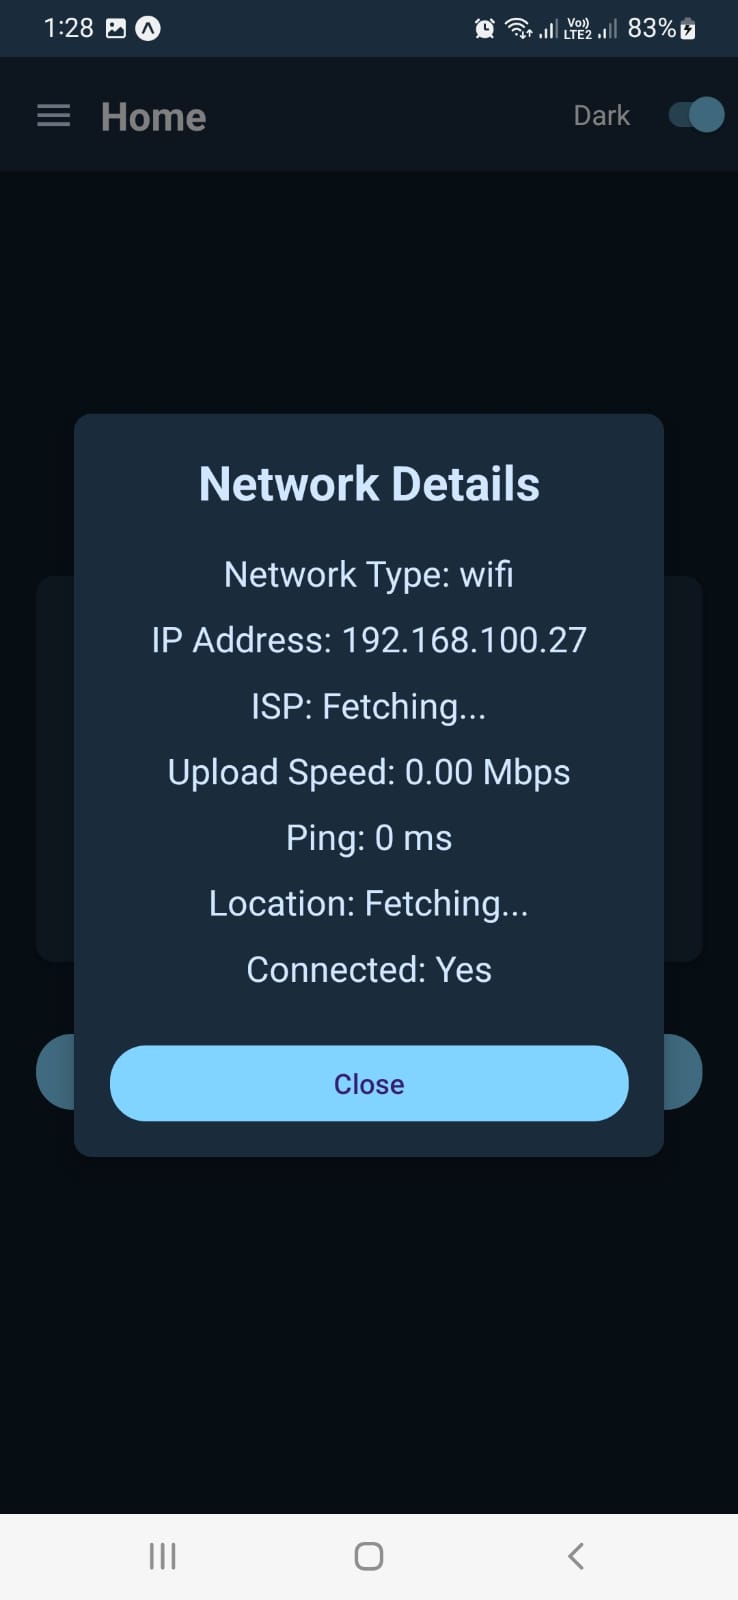 1:28
Vo)) LTE2 83%
Home Dark
Network Details
Network Type: wifi
IP Address: 192.168.100.27
ISP: Fetching...
Upload Speed: 0.00 Mbps
Ping: 0 ms
Location: Fetching...
Connected: Yes
Close